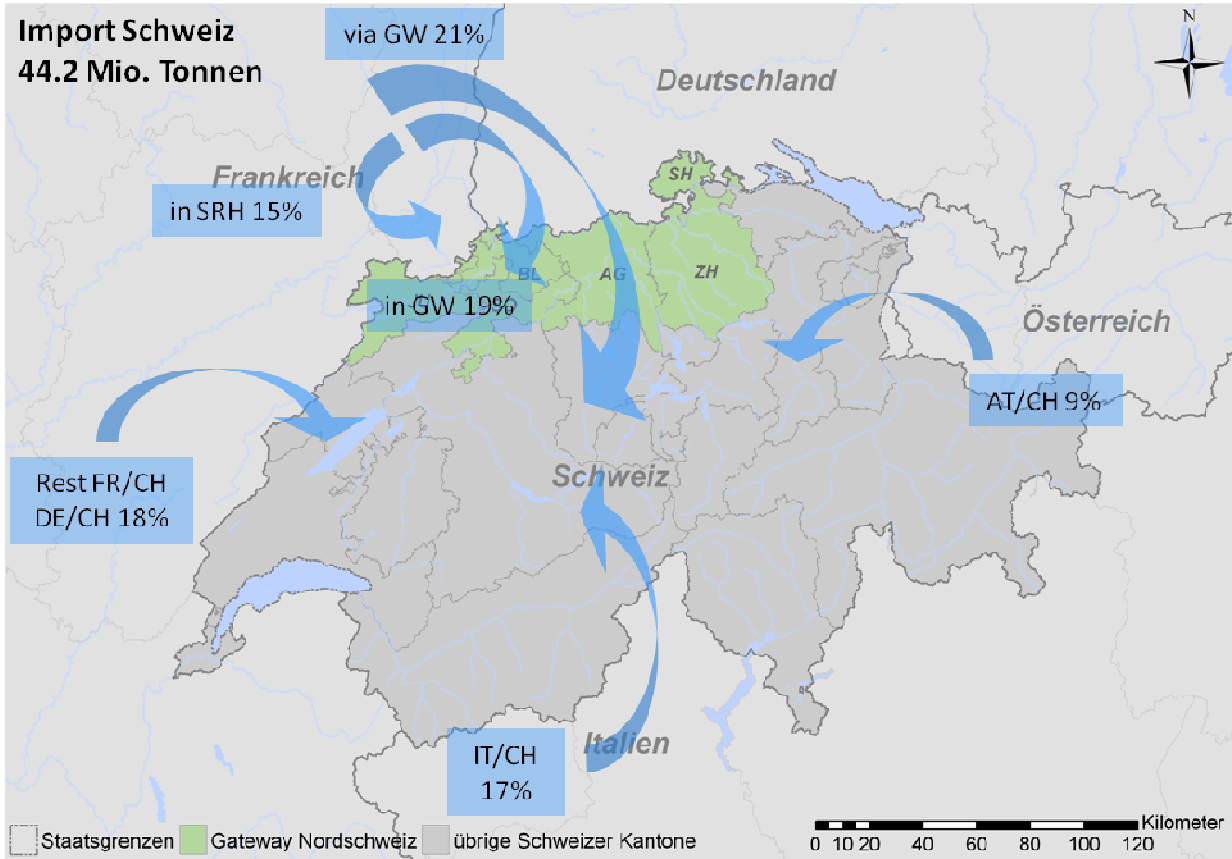 Import Schweiz
44.2 Mio. Tonnen
via GW 21%
N
Deutschland
Frankreich
in SRH 15%
SH
BL
AG
ZH
in GW 19%
Österreich
AT/CH 9%
Rest FR/CH
DE/CH 18%
Schweiz
IT/CH
17%
Italien
Staatsgrenzen
Gateway Nordschweiz
übrige Schweizer Kantone
Kilometer
0 10 20 40 60 80 100 120